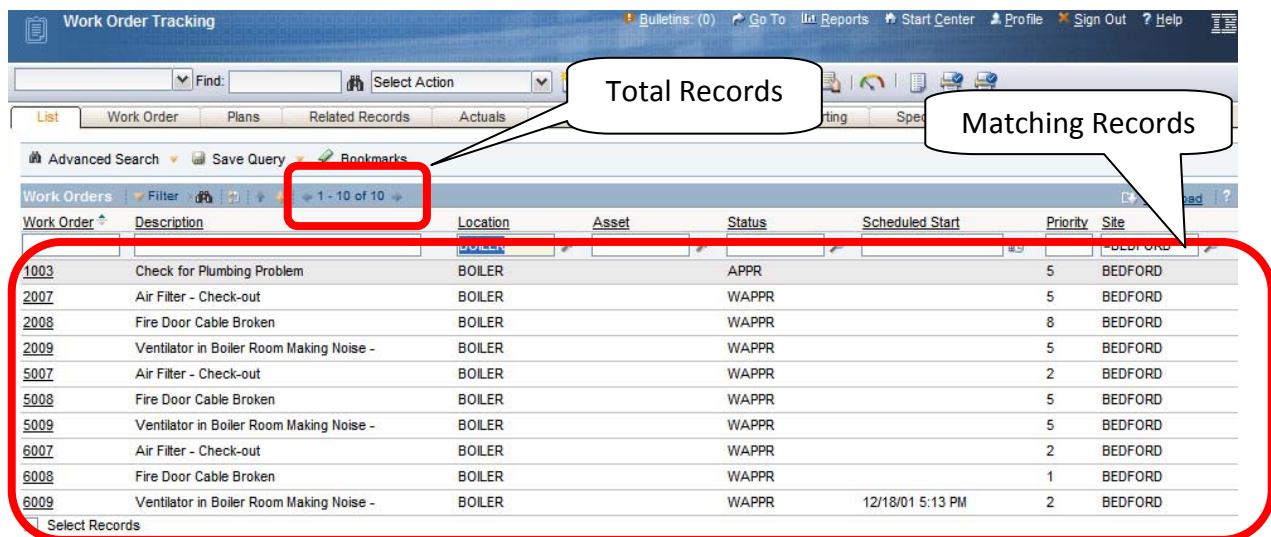 Work Order Tracking Bulletins: (0) Go To Reports Start Center Profile Sign Out ? Help IBM
Find: Select Action
Total Records
Matching Records
List Work Order Plans Related Records Actuals
Advanced Search Save Query Bookmarks
Work Orders Filter 1 - 10 of 10 ?
Work Order Description Location Asset Status Scheduled Start Priority Site
BOILER =BEDFORD
1003 Check for Plumbing Problem BOILER APPR 5 BEDFORD
2007 Air Filter - Check-out BOILER WAPPR 5 BEDFORD
2008 Fire Door Cable Broken BOILER WAPPR 8 BEDFORD
2009 Ventilator in Boiler Room Making Noise - BOILER WAPPR 5 BEDFORD
5007 Air Filter - Check-out BOILER WAPPR 2 BEDFORD
5008 Fire Door Cable Broken BOILER WAPPR 5 BEDFORD
5009 Ventilator in Boiler Room Making Noise - BOILER WAPPR 5 BEDFORD
6007 Air Filter - Check-out BOILER WAPPR 2 BEDFORD
6008 Fire Door Cable Broken BOILER WAPPR 1 BEDFORD
6009 Ventilator in Boiler Room Making Noise - BOILER WAPPR 12/18/01 5:13 PM 2 BEDFORD
Select Records